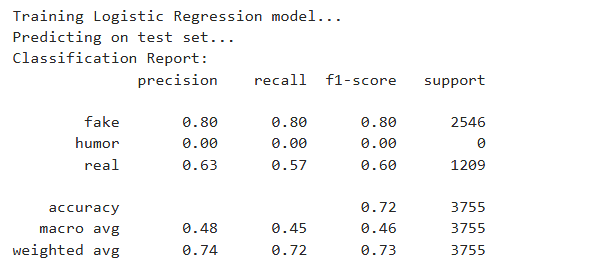 Training Logistic Regression model...
Predicting on test set...
Classification Report:
precision recall f1-score support
fake 0.80 0.80 0.80 2546
humor 0.00 0.00 0.00 0
real 0.63 0.57 0.60 1209
accuracy 0.72 3755
macro avg 0.48 0.45 0.46 3755
weighted avg 0.74 0.72 0.73 3755